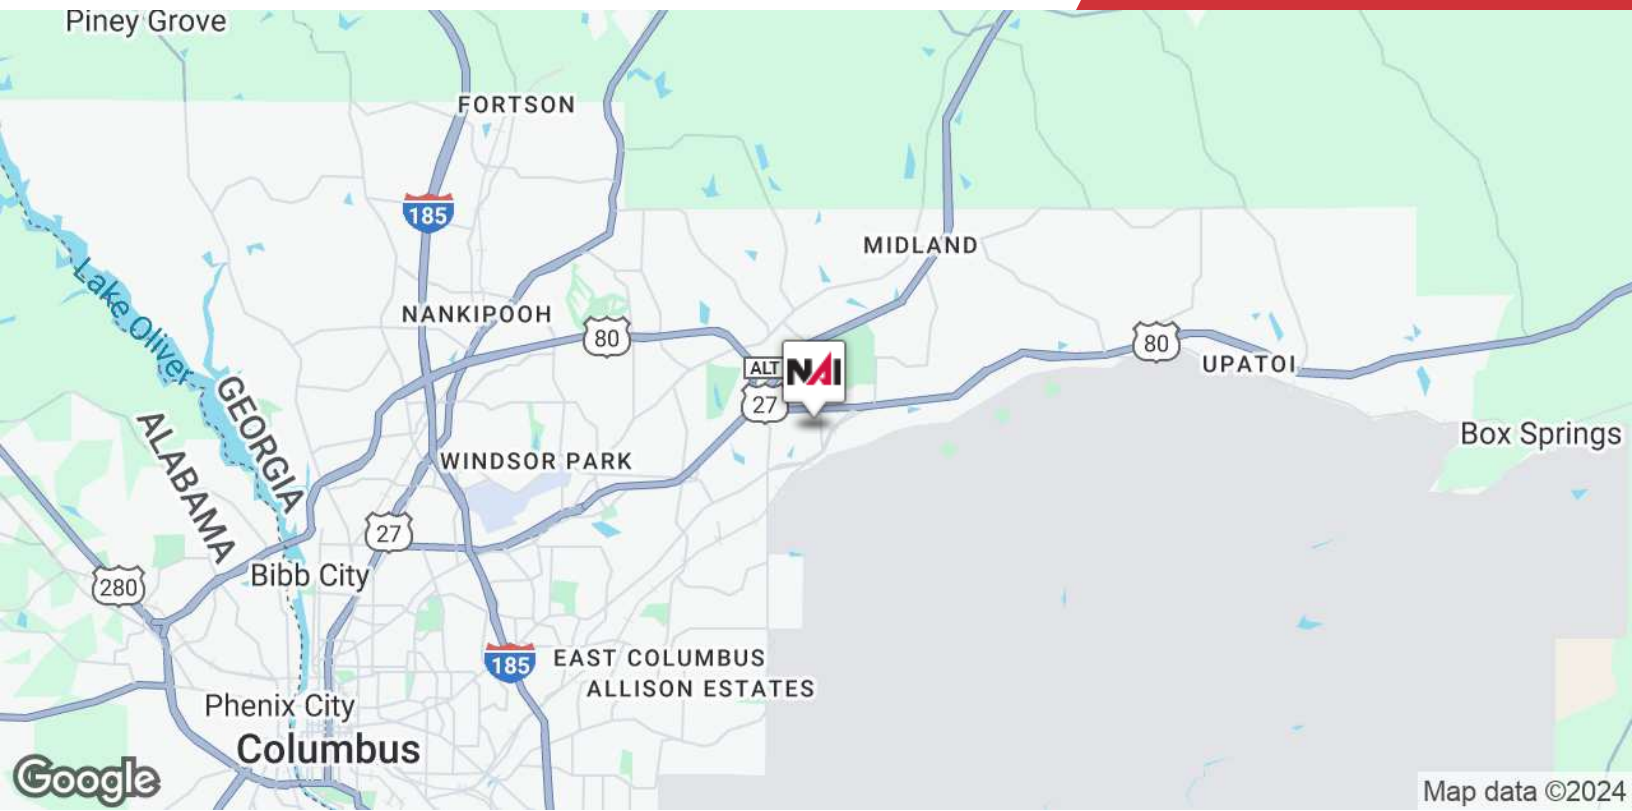 Piney Grove
FORTSON
185
MIDLAND
Lake Oliver
NANKIPOOH
80
80
UPATOI
ALT
NAI
27
GEORGIA
ALABAMA
Box Springs
WINDSOR PARK
27
Bibb City
280
185
EAST COLUMBUS
ALLISON ESTATES
Phenix City
Columbus
Google
Map data ©2024